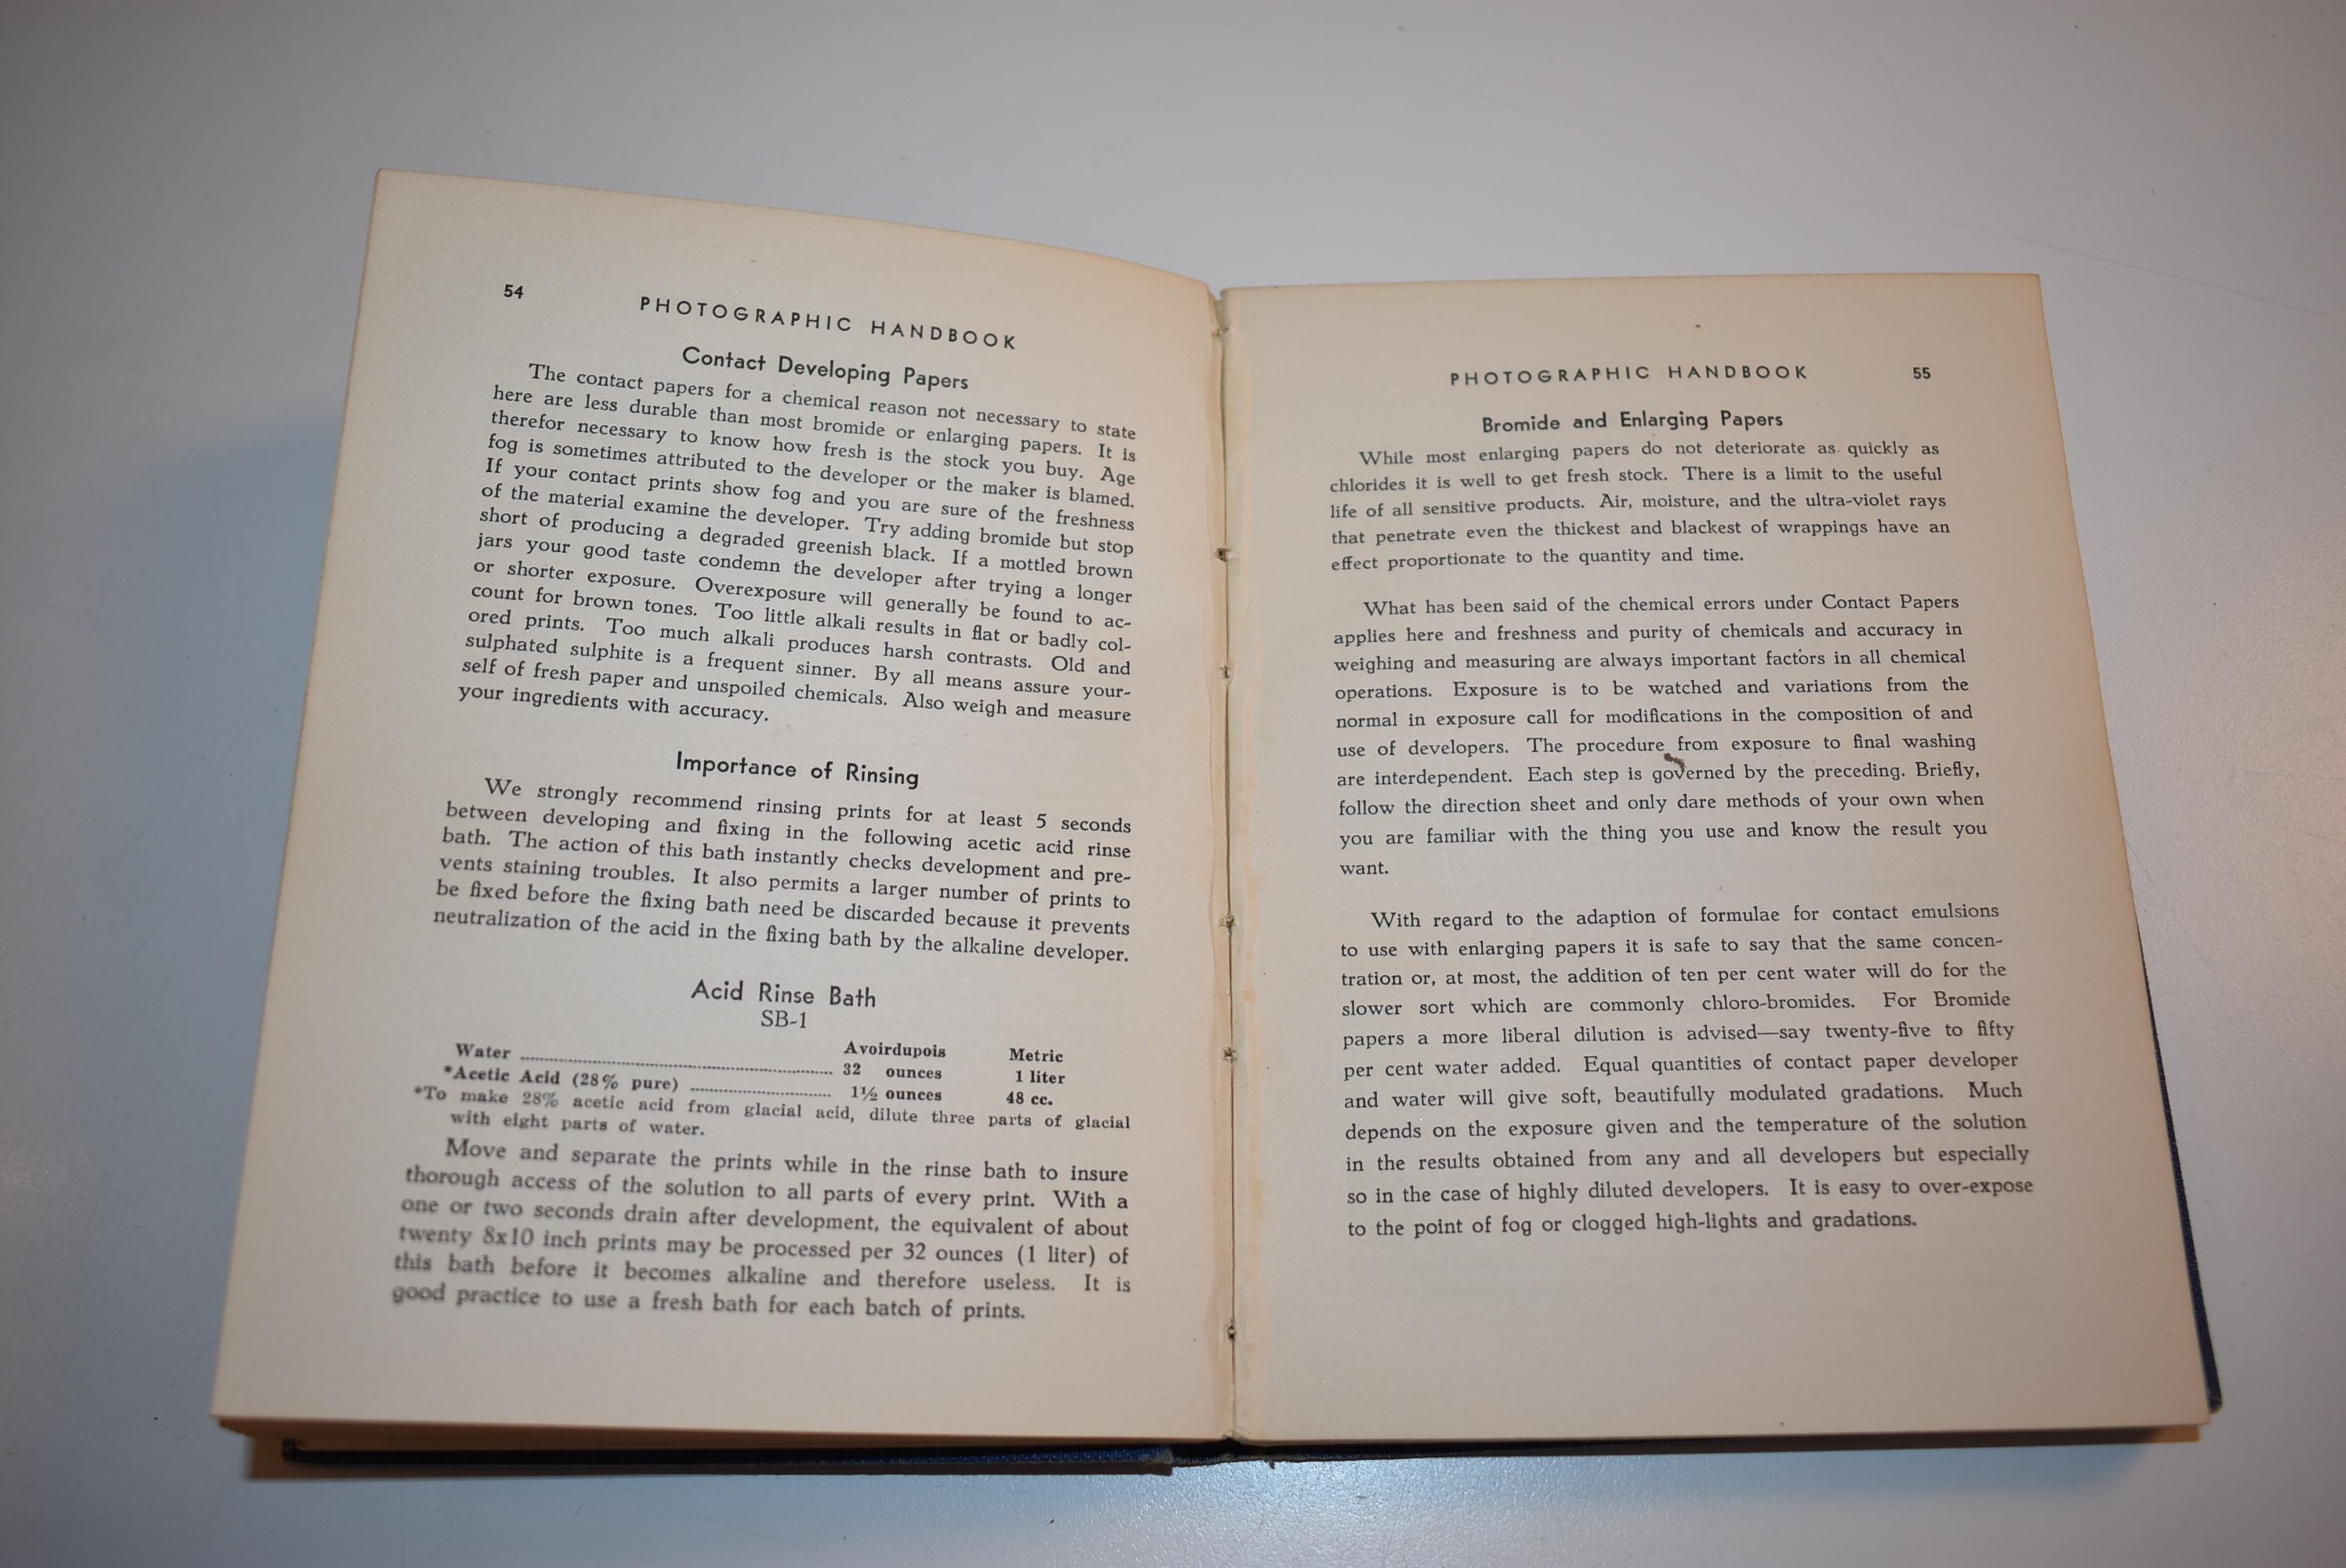 54
PHOTOGRAPHIC HANDBOOK
Contact Developing Papers
The contact papers for a chemical reason not necessary to state
here are less durable than most bromide or enlarging papers. It is
therefor necessary to know how fresh is the stock you buy. Age
fog is sometimes attributed to the developer or the maker is blamed.
If your contact prints show fog and you are sure of the freshness
of the material examine the developer. Try adding bromide but stop
short of producing a degraded greenish black. If a mottled brown
jars your good taste condemn the developer after trying a longer
or shorter exposure. Overexposure will generally be found to ac-
count for brown tones. Too little alkali results in flat or badly col-
ored prints. Too much alkali produces harsh contrasts. Old and
sulphated sulphite is a frequent sinner. By all means assure your-
self of fresh paper and unspoiled chemicals. Also weigh and measure
your ingredients with accuracy.
Importance of Rinsing
We strongly recommend rinsing prints for at least 5 seconds
between developing and fixing in the following acetic acid rinse
bath. The action of this bath instantly checks development and pre-
vents staining troubles. It also permits a larger number of prints to
be fixed before the fixing bath need be discarded because it prevents
neutralization of the acid in the fixing bath by the alkaline developer.
Acid Rinse Bath
SB-1
Avoirdupois Metric
Water 32 ounces 1 liter
*Acetic Acid (28% pure) 1½ ounces 48 cc.
*To make 28% acetic acid from glacial acid, dilute three parts of glacial
with eight parts of water.
Move and separate the prints while in the rinse bath to insure
thorough access of the solution to all parts of every print. With a
one or two seconds drain after development, the equivalent of about
twenty 8x10 inch prints may be processed per 32 ounces (1 liter) of
this bath before it becomes alkaline and therefore useless. It is
good practice to use a fresh bath for each batch of prints.
PHOTOGRAPHIC HANDBOOK 55
Bromide and Enlarging Papers
While most enlarging papers do not deteriorate as quickly as
chlorides it is well to get fresh stock. There is a limit to the useful
life of all sensitive products. Air, moisture, and the ultra-violet rays
that penetrate even the thickest and blackest of wrappings have an
effect proportionate to the quantity and time.
What has been said of the chemical errors under Contact Papers
applies here and freshness and purity of chemicals and accuracy in
weighing and measuring are always important factors in all chemical
operations. Exposure is to be watched and variations from the
normal in exposure call for modifications in the composition of and
use of developers. The procedure from exposure to final washing
are interdependent. Each step is governed by the preceding. Briefly,
follow the direction sheet and only dare methods of your own when
you are familiar with the thing you use and know the result you
want.
With regard to the adaption of formulae for contact emulsions
to use with enlarging papers it is safe to say that the same concen-
tration or, at most, the addition of ten per cent water will do for the
slower sort which are commonly chloro-bromides. For Bromide
papers a more liberal dilution is advised—say twenty-five to fifty
per cent water added. Equal quantities of contact paper developer
and water will give soft, beautifully modulated gradations. Much
depends on the exposure given and the temperature of the solution
in the results obtained from any and all developers but especially
so in the case of highly diluted developers. It is easy to over-expose
to the point of fog or clogged high-lights and gradations.